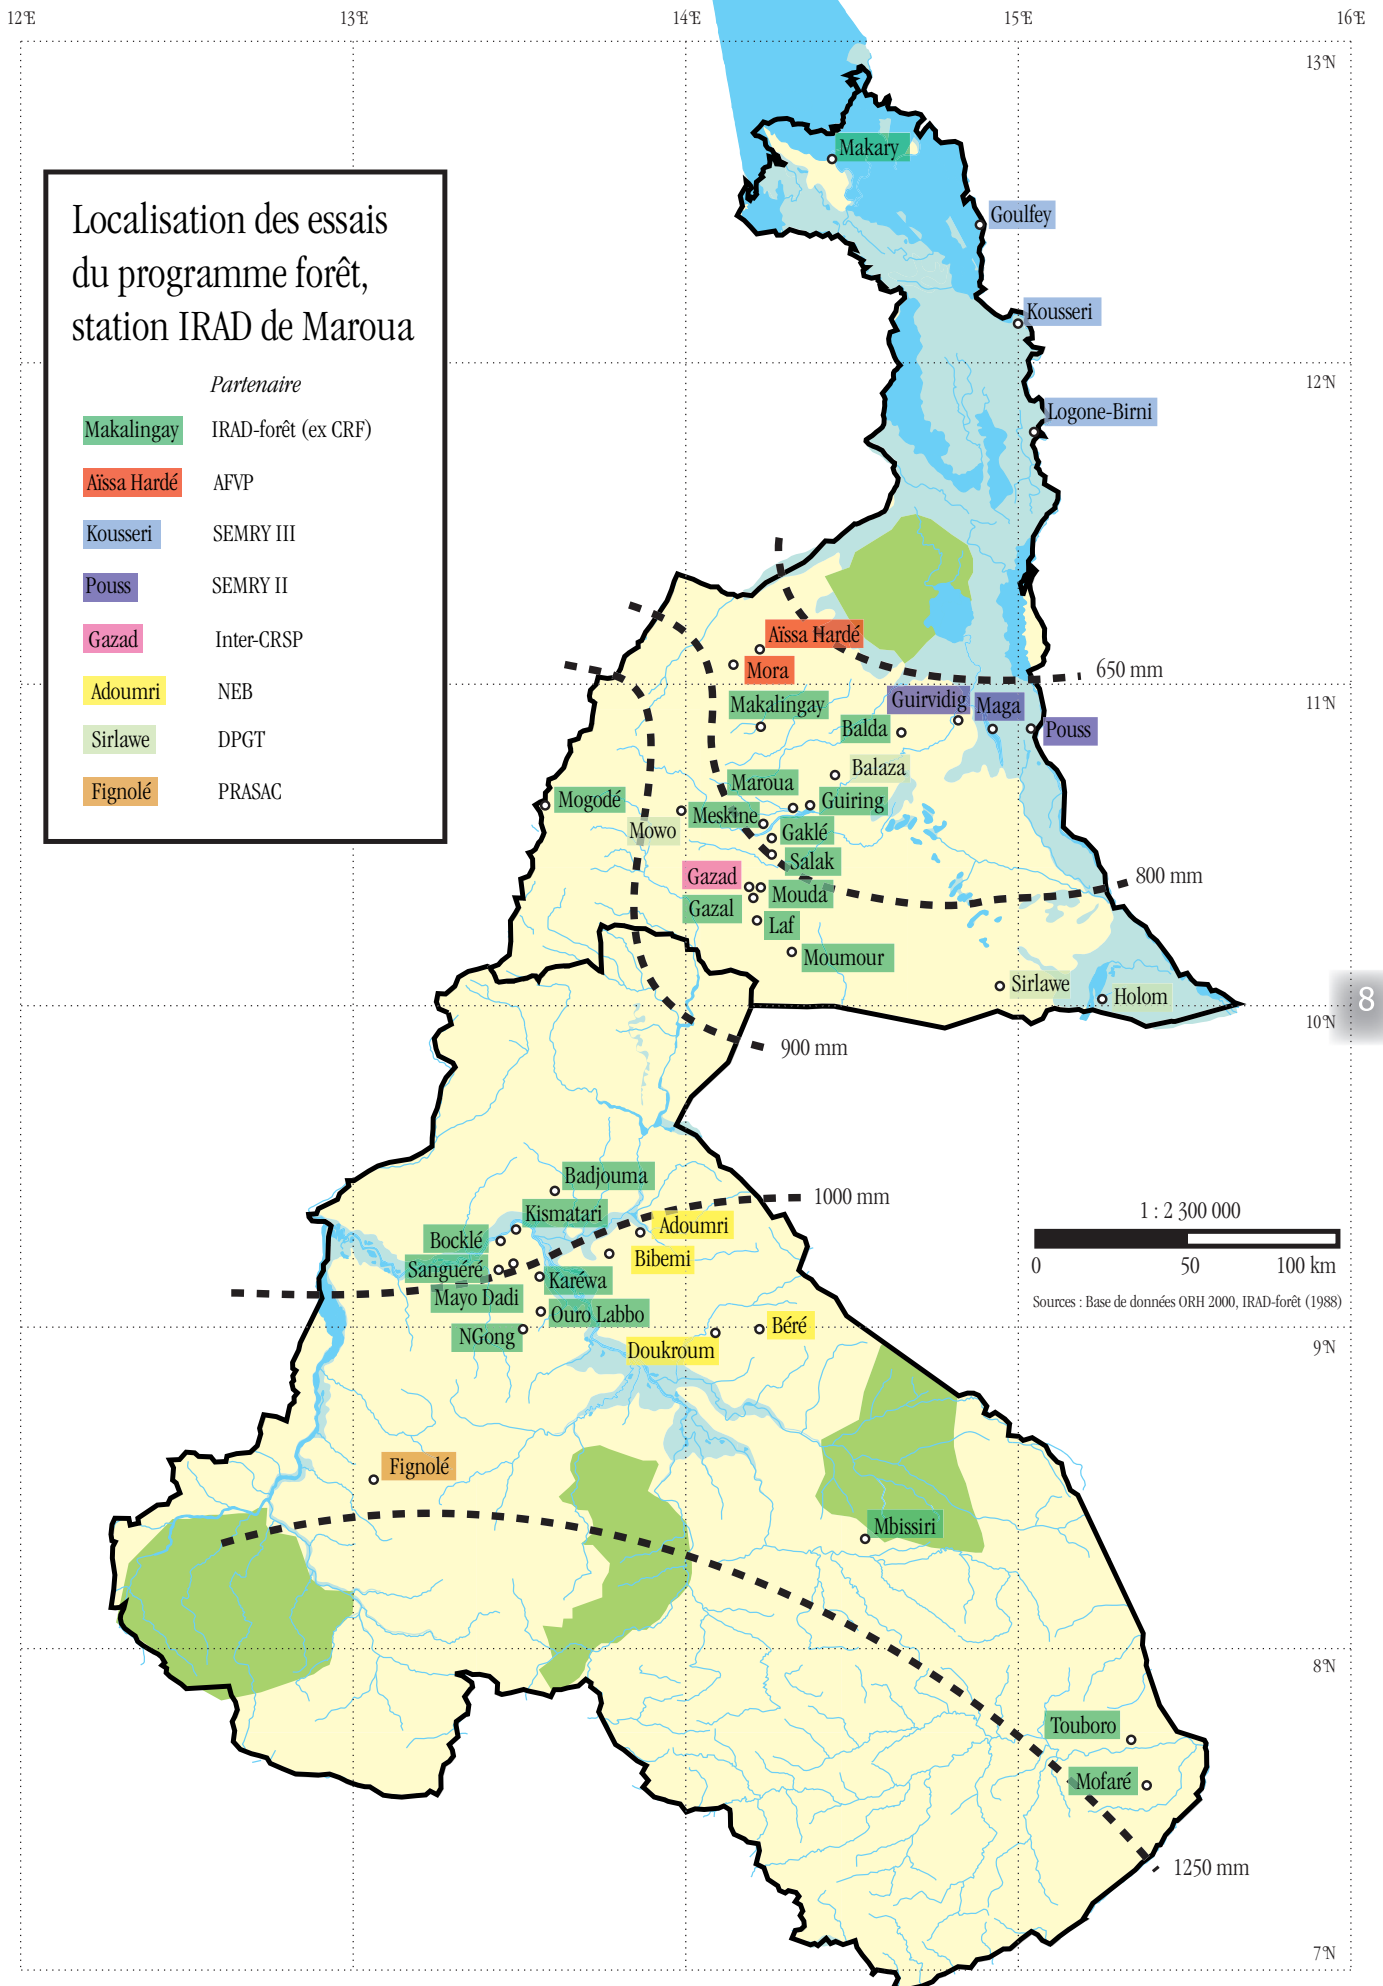 12°E
13°E
14°E
15°E
16°E
13°N
Makary
Localisation des essais
du programme forêt,
station IRAD de Maroua
Goulfey
Kousseri
Partenaire
12°N
Logone-Birni
Makalingay IRAD-forêt (ex CRF)
Aïssa Hardé AFVP
Kousseri SEMRY III
Pouss SEMRY II
Gazad Inter-CRSP
Adoumri NEB
Sirlawe DPGT
Fignolé PRASAC
Aïssa Hardé
Mora
650 mm
11°N
Makalingay
Guirvidig
Maga
Balda
Pouss
Balaza
Maroua
Mogodé
Guiring
Meskine
Mowo
Gaklé
Salak
Gazad
800 mm
Mouda
Gazal
Laf
Moumour
Sirlawe
Holom
8
10°N
900 mm
Badjouma
1000 mm
Kismatari
Adoumri
1 : 2 300 000
Bocklé
Bibemi
Sanguéré
0 50 100 km
Karéwa
Mayo Dadi
Sources : Base de données ORH 2000, IRAD-forêt (1988)
Ouro Labbo
Béré
NGong
Doukroum
9°N
Fignolé
Mbissiri
8°N
Touboro
Mofaré
1250 mm
7°N